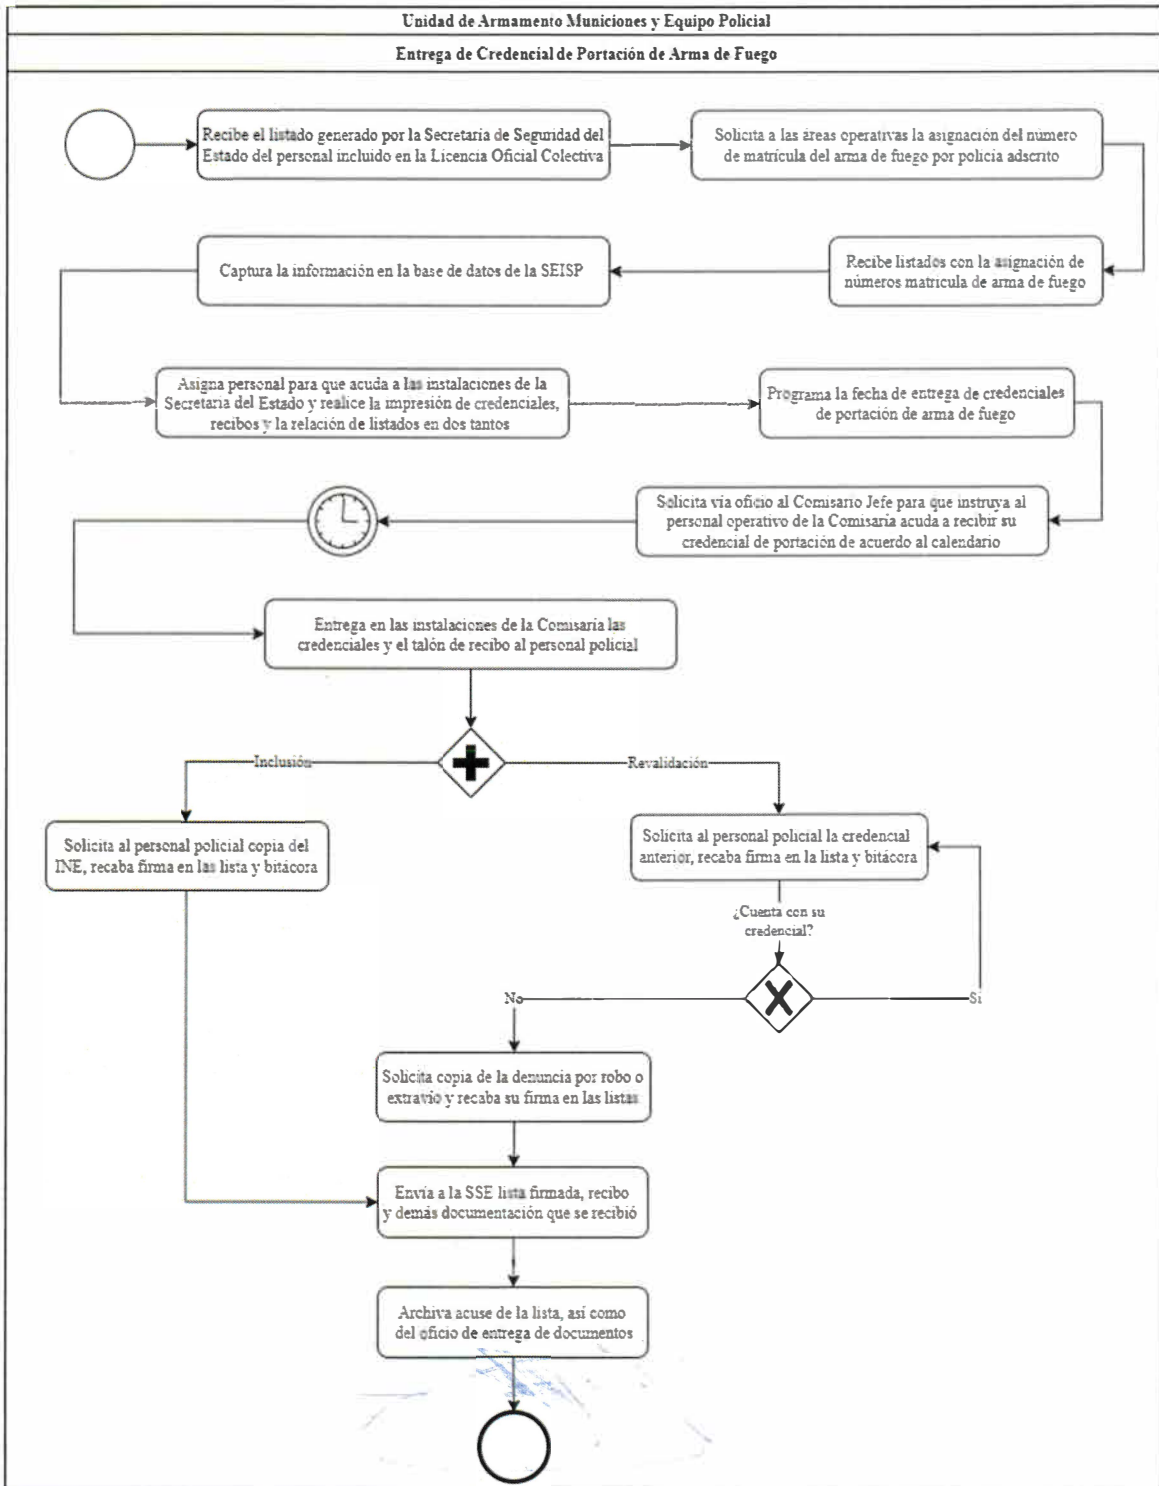 Unidad de Armamento Municiones y Equipo Policial
Entrega de Credencial de Portación de Arma de Fuego
Recibe el listado generado por la Secretaría de Seguridad del
Estado del personal incluido en la Licencia Oficial Colectiva
Solicita a las áreas operativas la asignación del número
de matrícula del arma de fuego por policía adscrito
Recibe listados con la asignación de
números matricula de arma de fuego
Captura la información en la base de datos de la SEISP
Asigna personal para que acuda a las instalaciones de la
Secretaría del Estado y realice la impresión de credenciales,
recibos y la relación de listados en dos tantos
Programa la fecha de entrega de credenciales
de portación de arma de fuego
Solicita vía oficio al Comisario Jefe para que instruya al
personal operativo de la Comisaría acuda a recibir su
credencial de portación de acuerdo al calendario
Entrega en las instalaciones de la Comisaría las
credenciales y el talón de recibo al personal policial
Inclusión
Revalidación
Solicita al personal policial copia del
INE, recaba firma en las lista y bitácora
Solicita al personal policial la credencial
anterior, recaba firma en la lista y bitácora
¿Cuenta con su
credencial?
No
Si
Solicita copia de la denuncia por robo o
extravío y recaba su firma en las listas
Envía a la SSE lista firmada, recibo
y demás documentación que se recibió
Archiva acuse de la lista, así como
del oficio de entrega de documentos